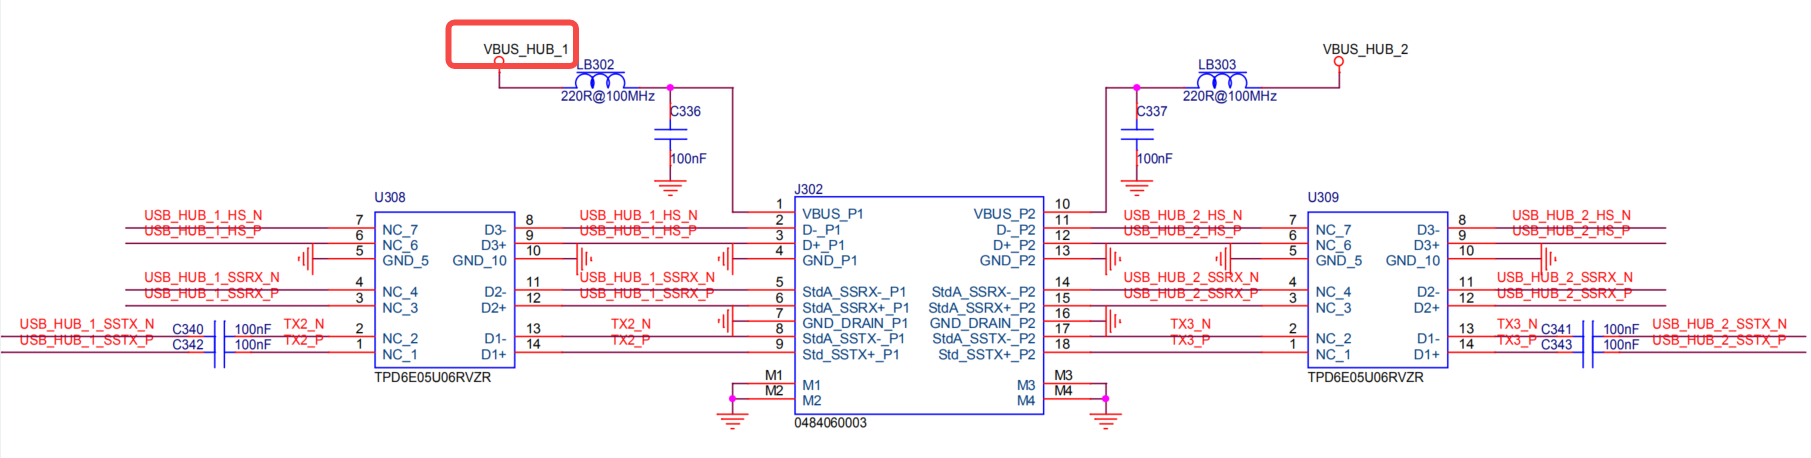 VBUS_HUB_1
VBUS_HUB_2
LB302
LB303
220R@100MHz
220R@100MHz
C336
C337
100nF
100nF
U308
J302
U309
USB_HUB_1_HS_N
7
NC_7
D3-
8
USB_HUB_1_HS_N
1
VBUS_P1
VBUS_P2
10
USB_HUB_1_HS_P
6
NC_6
D3+
9
USB_HUB_1_HS_P
2
D-_P1
D-_P2
11
5
GND_5
GND_10
10
3
D+_P1
D+_P2
12
4
GND_P1
GND_P2
13
USB_HUB_2_HS_N
7
NC_7
D3-
8
USB_HUB_2_HS_N
USB_HUB_2_HS_P
6
NC_6
D3+
9
USB_HUB_2_HS_P
5
GND_5
GND_10
10
USB_HUB_1_SSRX_N
4
NC_4
D2-
11
USB_HUB_1_SSRX_N
5
StdA_SSRX-_P1
StdA_SSRX-_P2
14
USB_HUB_2_SSRX_N
4
NC_4
D2-
11
USB_HUB_2_SSRX_N
USB_HUB_1_SSRX_P
3
NC_3
D2+
12
USB_HUB_1_SSRX_P
6
StdA_SSRX+_P1
StdA_SSRX+_P2
15
USB_HUB_2_SSRX_P
3
NC_3
D2+
12
USB_HUB_2_SSRX_P
7
GND_DRAIN_P1
GND_DRAIN_P2
16
USB_HUB_1_SSTX_N
C340
100nF
TX2_N
2
NC_2
D1-
13
TX2_N
8
StdA_SSTX-_P1
StdA_SSTX-_P2
17
TX3_N
2
NC_2
D1-
13
TX3_N
C341
100nF
USB_HUB_2_SSTX_N
USB_HUB_1_SSTX_P
C342
100nF
TX2_P
1
NC_1
D1+
14
TX2_P
9
Std_SSTX+_P1
Std_SSTX+_P2
18
TX3_P
1
NC_1
D1+
14
TX3_P
C343
100nF
USB_HUB_2_SSTX_P
TPD6E05U06RVZR
TPD6E05U06RVZR
M1
M1
M3
M3
M2
M2
M4
M4
0484060003